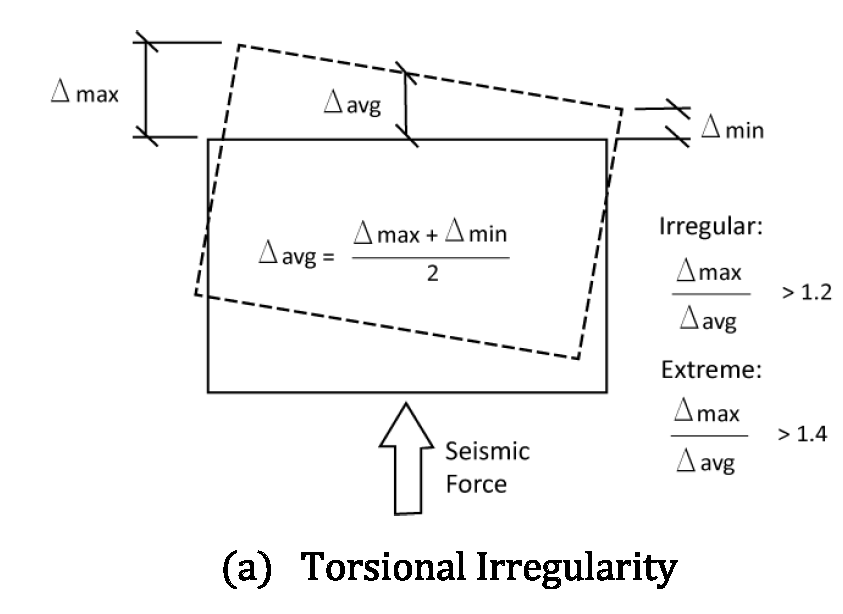 Δ max
Δ avg
Δ min
Δ avg = Δ max + Δ min
2
Irregular:
Δ max
Δ avg
> 1.2
Extreme:
Δ max
Δ avg
> 1.4
Seismic
Force
(a) Torsional Irregularity